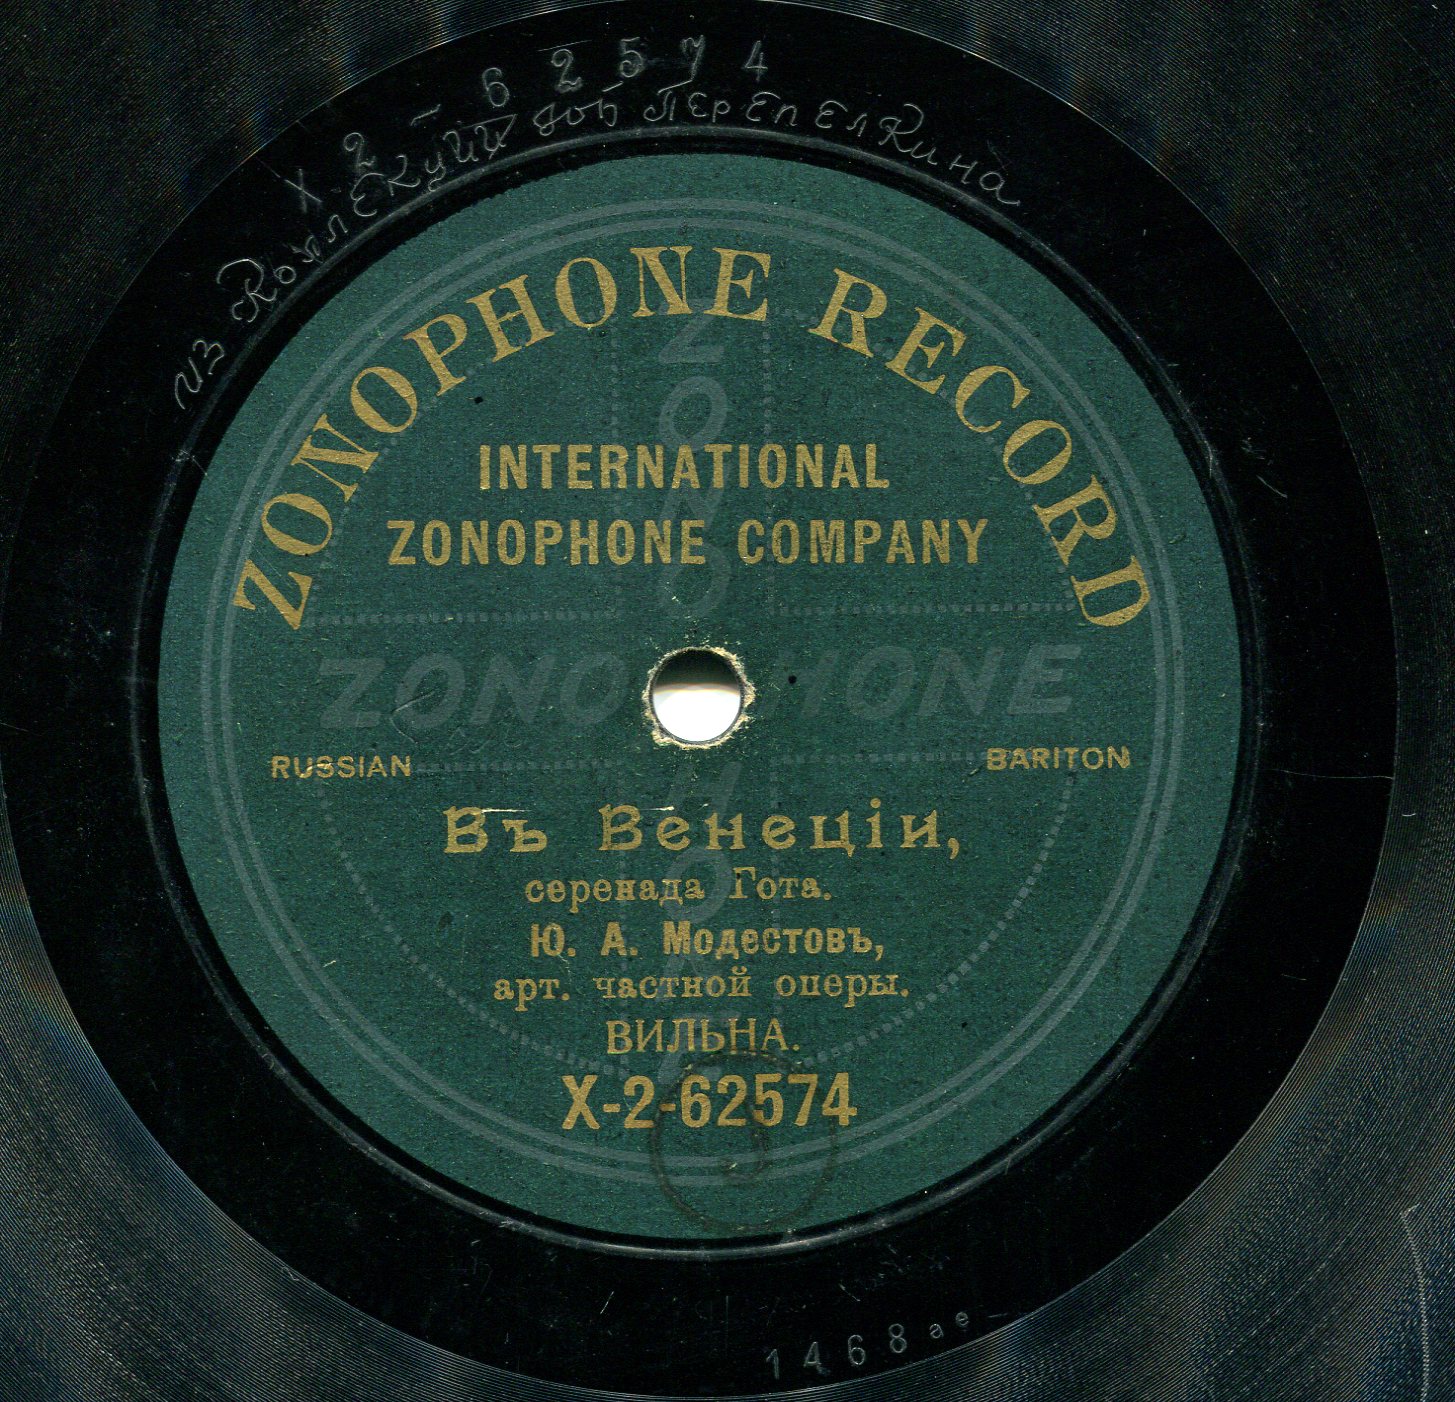 X 2 - 62574
из Коллекции Перепелкина
ZONOPHONE RECORD
INTERNATIONAL
ZONOPHONE COMPANY
ZONOPHONE
RUSSIAN
BARITON
Въ Венеціи,
серенада Гота.
Ю. А. Модестовъ,
арт. частной оперы.
ВИЛЬНА.
X-2-62574
1468ae